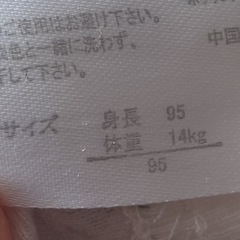 ご使用はお避け下さい。
色と一緒に洗わず、
干して下さい。
中国
サイズ
身長 95
体重 14kg
95